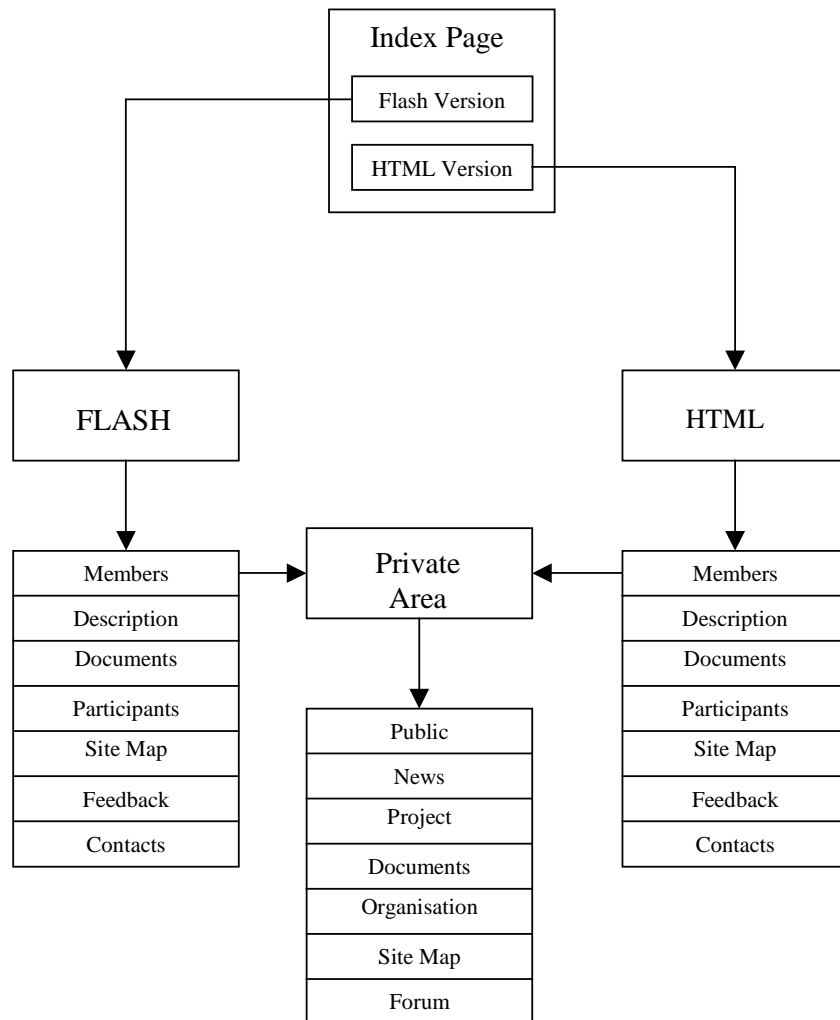 Index Page
Flash Version
HTML Version
FLASH
HTML
Members
Description
Documents
Participants
Site Map
Feedback
Contacts
Private
Area
Public
News
Project
Documents
Organisation
Site Map
Forum
Members
Description
Documents
Participants
Site Map
Feedback
Contacts